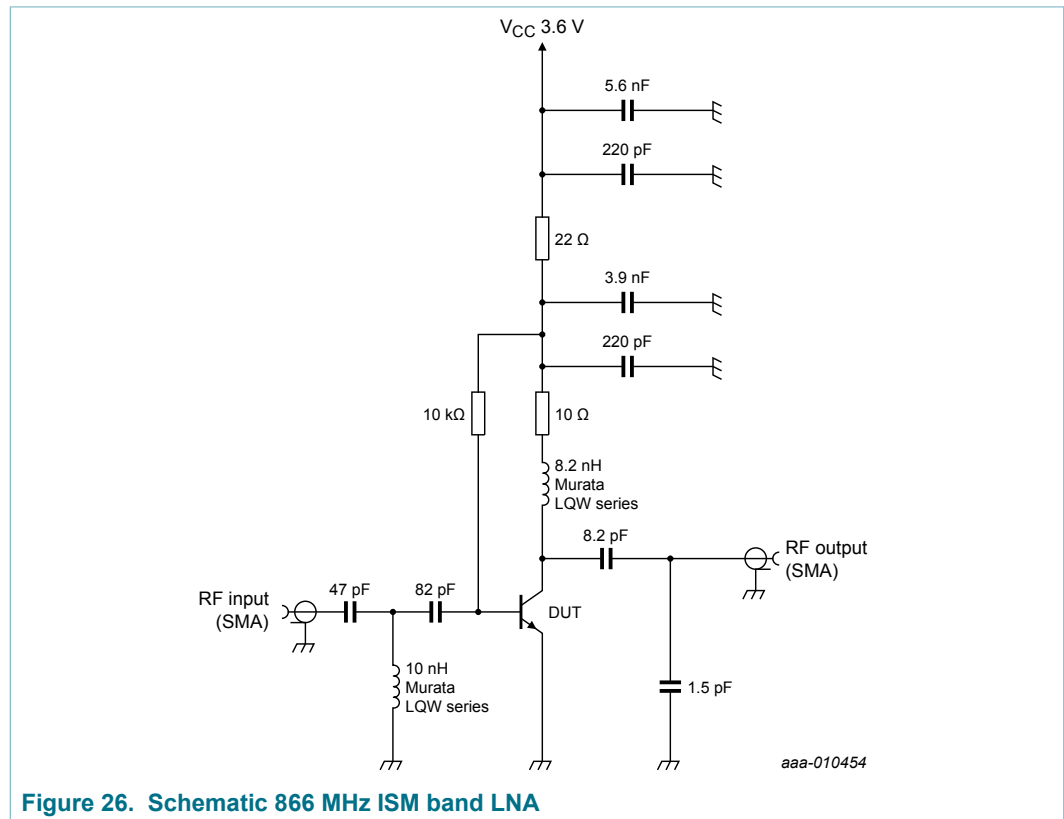 VCC 3.6 V
5.6 nF
220 pF
22 Ω
3.9 nF
220 pF
10 kΩ
10 Ω
8.2 nH
Murata
LQW series
8.2 pF
RF output
(SMA)
RF input
(SMA)
47 pF
82 pF
DUT
10 nH
Murata
LQW series
1.5 pF
aaa-010454
Figure 26. Schematic 866 MHz ISM band LNA